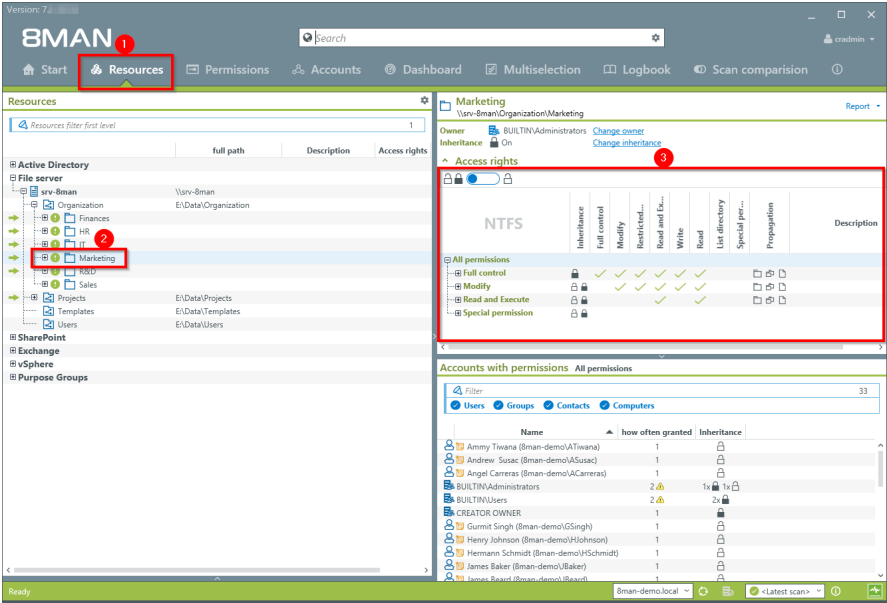 Version: 7.
8MAN
1
Search
cradmin
Start Resources Permissions Accounts Dashboard Multiselection Logbook Scan comparision
Resources
Resources filter first level 1
full path Description Access rights
Active Directory
File server
srv-8man \\srv-8man
Organization E:\Data\Organization
Finances
HR
IT
2
Marketing
R&D
Sales
Projects E:\Data\Projects
Templates E:\Data\Templates
Users E:\Data\Users
SharePoint
Exchange
vSphere
Purpose Groups
Marketing
\\srv-8man\Organization\Marketing
Report
Owner BUILTIN\Administrators Change owner
Inheritance On Change inheritance
3
Access rights
NTFS
Inheritance
Full control
Modify
Restricted...
Read and Ex...
Write
Read
List directory
Special per...
Propagation
Description
All permissions
Full control
Modify
Read and Execute
Special permission
Accounts with permissions All permissions
Filter 33
Users Groups Contacts Computers
Name how often granted Inheritance
Ammy Tiwana (8man-demo\ATiwana) 1
Andrew Susac (8man-demo\ASusac) 1
Angel Carreras (8man-demo\ACarreras) 1
BUILTIN\Administrators 2 1x 1x
BUILTIN\Users 2 2x
CREATOR OWNER 1
Gurmit Singh (8man-demo\GSingh) 1
Henry Johnson (8man-demo\HJohnson) 1
Hermann Schmidt (8man-demo\HSchmidt) 1
James Baker (8man-demo\JBaker) 1
James Beard (8man-demo\JBeard) 1
Ready
8man-demo.local
<Latest scan>